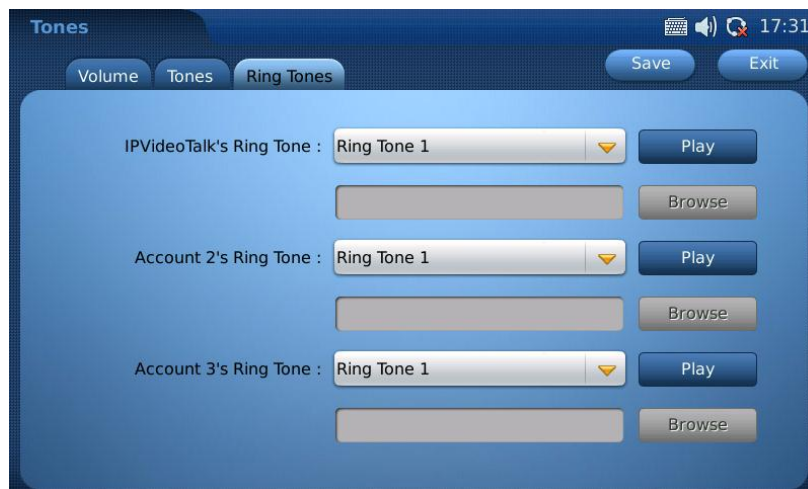 Tones
17:31
Save Exit
Volume Tones Ring Tones
IPVideoTalk's Ring Tone : Ring Tone 1 Play
Browse
Account 2's Ring Tone : Ring Tone 1 Play
Browse
Account 3's Ring Tone : Ring Tone 1 Play
Browse